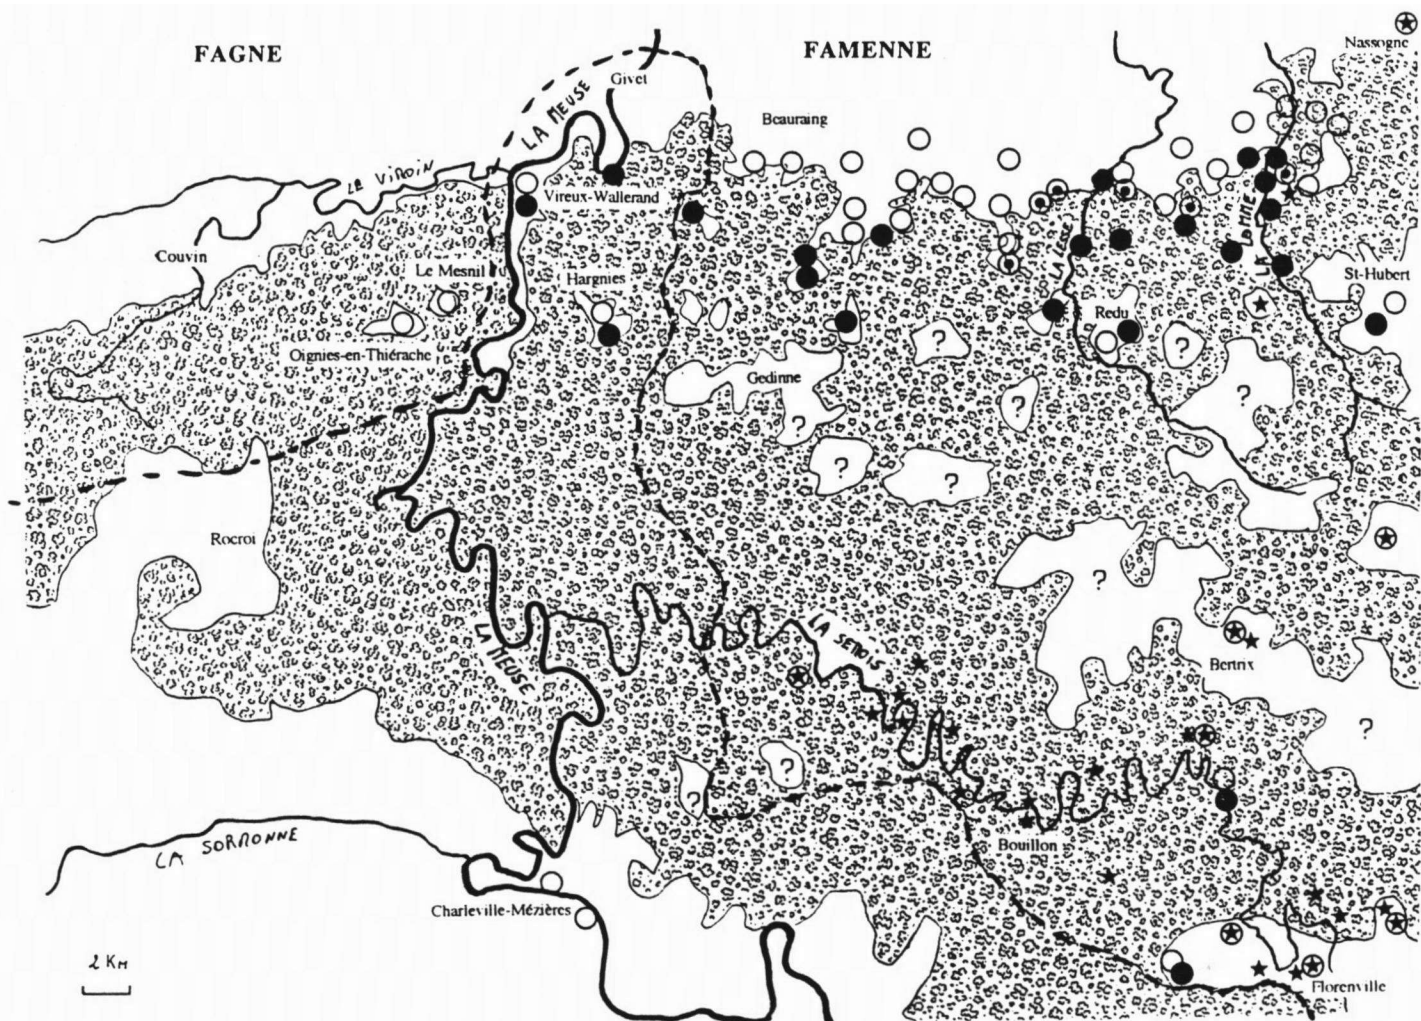 FAGNE
FAMENNE
Nassogne
Givet
LA MEUSE
Beauraing
LE VIROIN
Vireux-Wallerand
Couvin
Le Mesnil
Hargnies
LA LESSE
LA LOMME
St-Hubert
Redu
Oignies-en-Thiérache
?
?
Gedinne
?
?
?
?
?
Rocroi
?
LA MEUSE
LA SEMOIS
Bertrix
?
?
?
Bouillon
LA SORRONNE
Charleville-Mézières
2 KM
Florenville